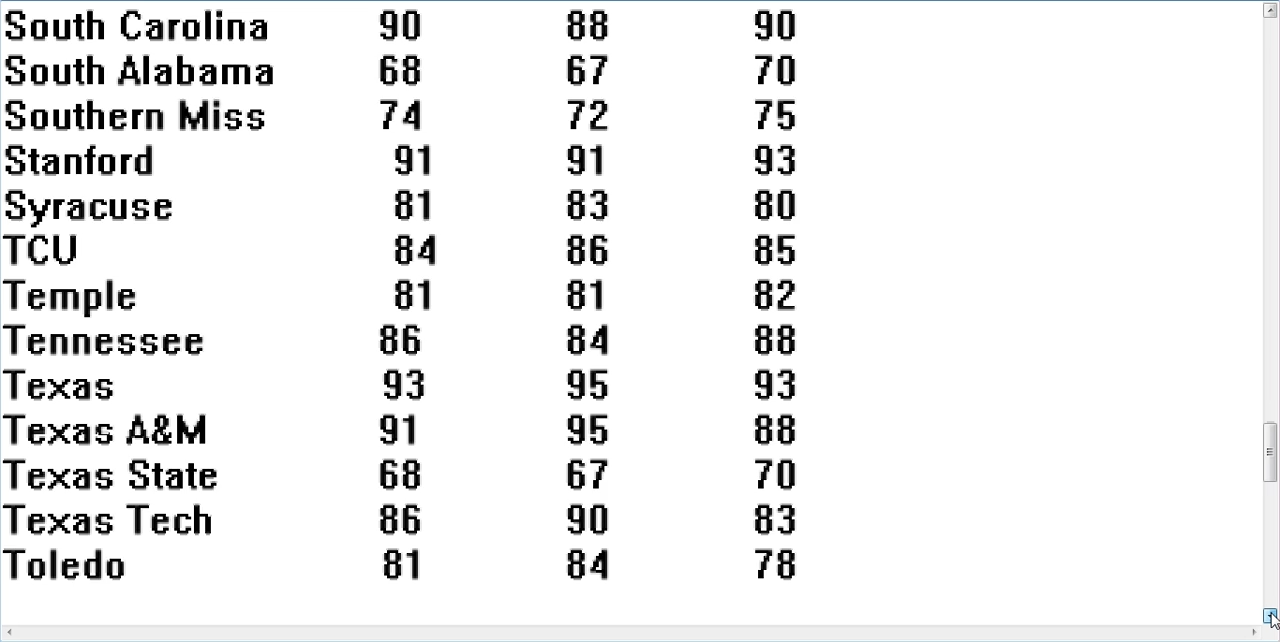 South Carolina 90 88 90
South Alabama 68 67 70
Southern Miss 74 72 75
Stanford 91 91 93
Syracuse 81 83 80
TCU 84 86 85
Temple 81 81 82
Tennessee 86 84 88
Texas 93 95 93
Texas A&M 91 95 88
Texas State 68 67 70
Texas Tech 86 90 83
Toledo 81 84 78